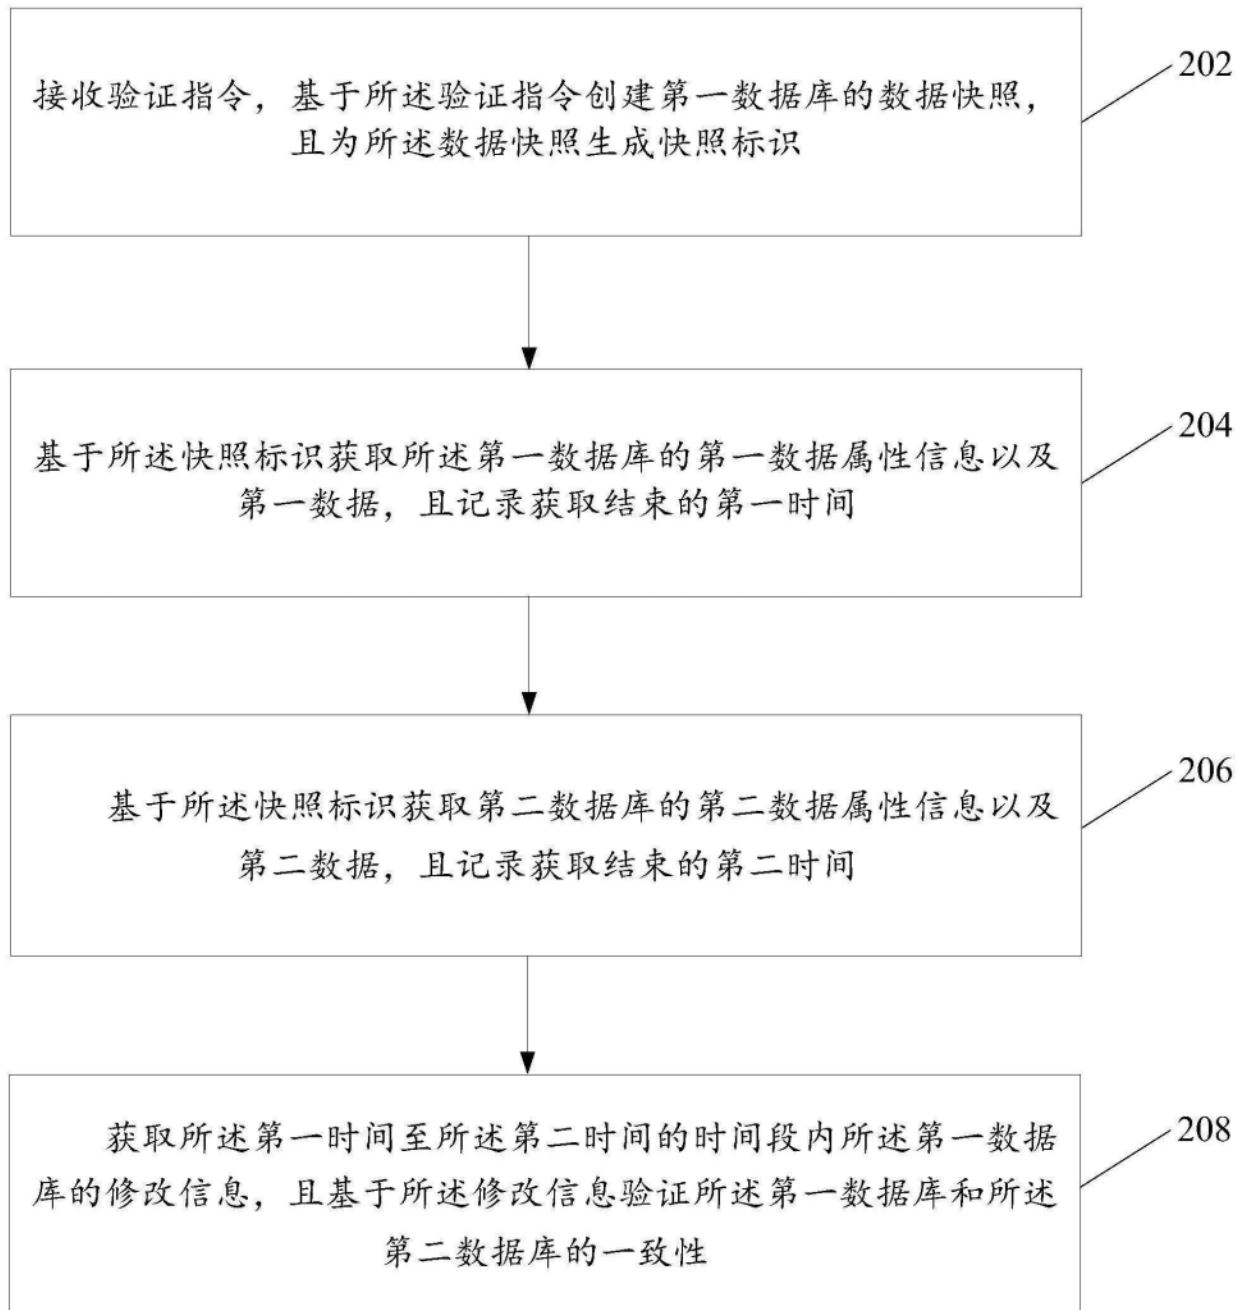 接收验证指令，基于所述验证指令创建第一数据库的数据快照，
且为所述数据快照生成快照标识
202
基于所述快照标识获取所述第一数据库的第一数据属性信息以及
第一数据，且记录获取结束的第一时间
204
基于所述快照标识获取第二数据库的第二数据属性信息以及
第二数据，且记录获取结束的第二时间
206
获取所述第一时间至所述第二时间的时间段内所述第一数据
库的修改信息，且基于所述修改信息验证所述第一数据库和所述
第二数据库的一致性
208